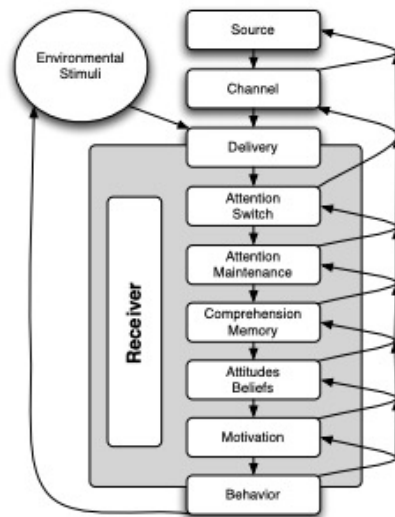 Environmental
Stimuli
Source
Channel
Delivery
Attention
Switch
Attention
Maintenance
Receiver
Comprehension
Memory
Attitudes
Beliefs
Motivation
Behavior